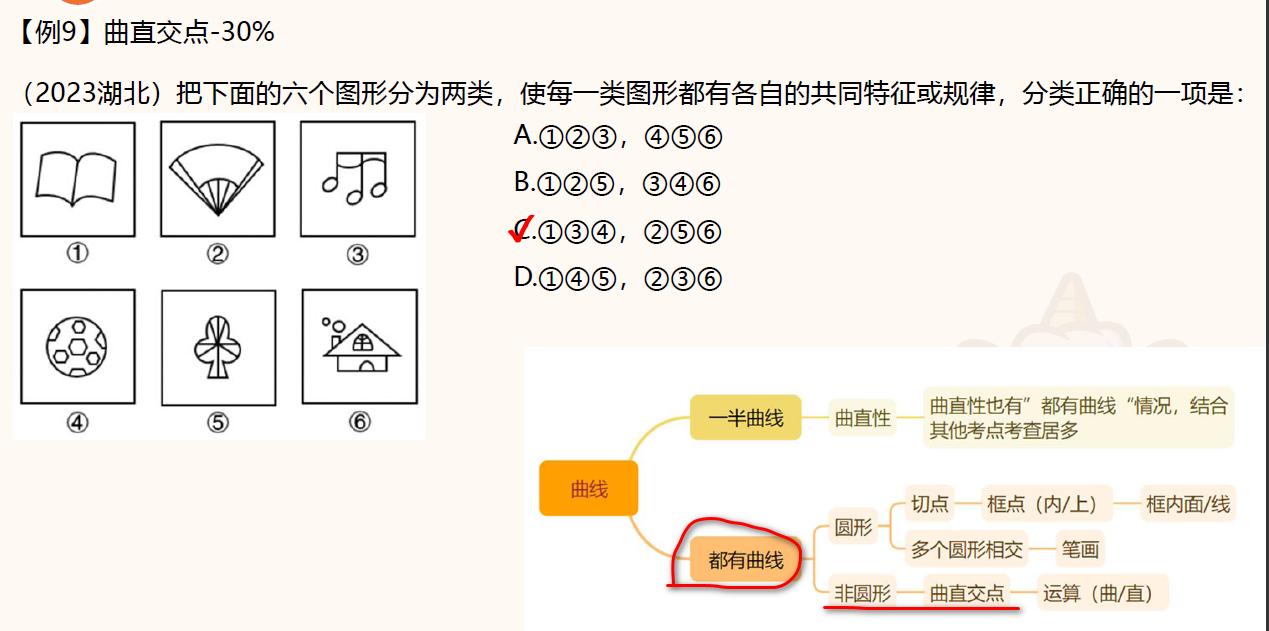 【例9】曲直交点-30%
（2023湖北）把下面的六个图形分为两类，使每一类图形都有各自的共同特征或规律，分类正确的一项是：
A.①②③，④⑤⑥
B.①②⑤，③④⑥
C.①③④，②⑤⑥
D.①④⑤，②③⑥
① ② ③
④ ⑤ ⑥
曲线
一半曲线
曲直性
曲直性也有”都有曲线“情况，结合
其他考点考查居多
都有曲线
圆形
切点
框点（内/上）
框内面/线
多个圆形相交
笔画
非圆形
曲直交点
运算（曲/直）